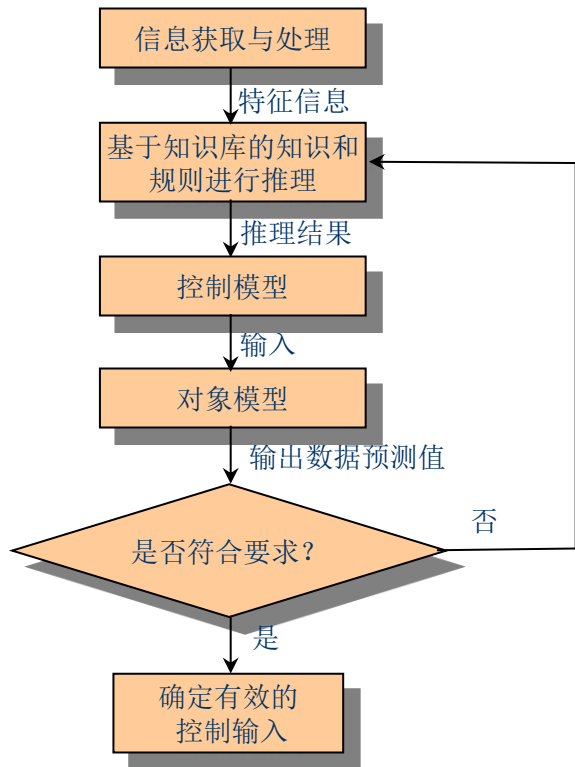 信息获取与处理
特征信息
基于知识库的知识和
规则进行推理
推理结果
控制模型
输入
对象模型
输出数据预测值
是否符合要求？
否
是
确定有效的
控制输入